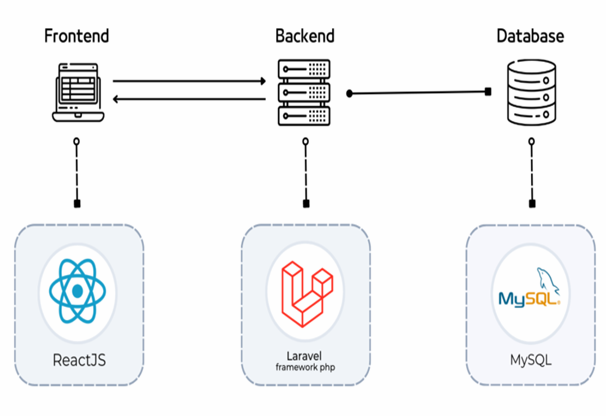 Frontend
Backend
Database
MySQL®
ReactJS
Laravel
framework php
MySQL